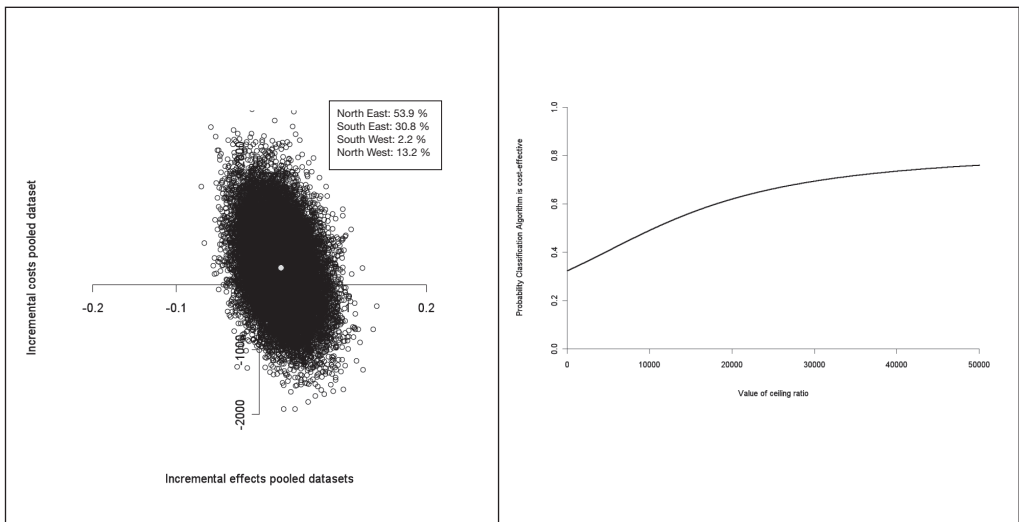 North East: 53.9 %
South East: 30.8 %
South West: 2.2 %
North West: 13.2 %
Incremental costs pooled dataset
-0.2
-0.1
0.2
-1000
-2000
Incremental effects pooled datasets
Probability Classification Algorithm is cost-effective
1.0
0.8
0.6
0.4
0.2
0.0
0
10000
20000
30000
40000
50000
Value of ceiling ratio